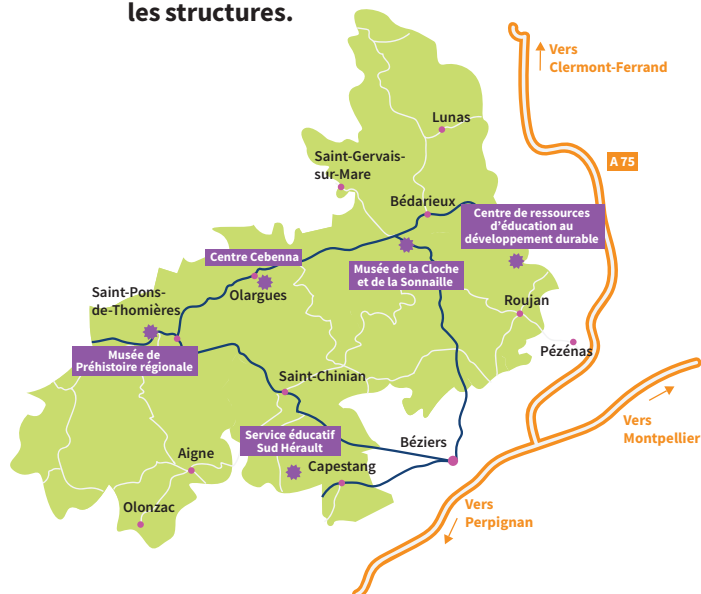 les structures.
Vers
Clermont-Ferrand
Lunas
A 75
Saint-Gervais-
sur-Mare
Bédarieux
Centre de ressources
d'éducation au
développement durable
Centre Cebenna
Musée de la Cloche
et de la Sonnaille
Saint-Pons-
de-Thomières
Olargues
Roujan
Musée de
Préhistoire régionale
Pézénas
Saint-Chinian
Vers
Montpellier
Service éducatif
Sud Hérault
Béziers
Aigne
Capestang
Olonzac
Vers
Perpignan